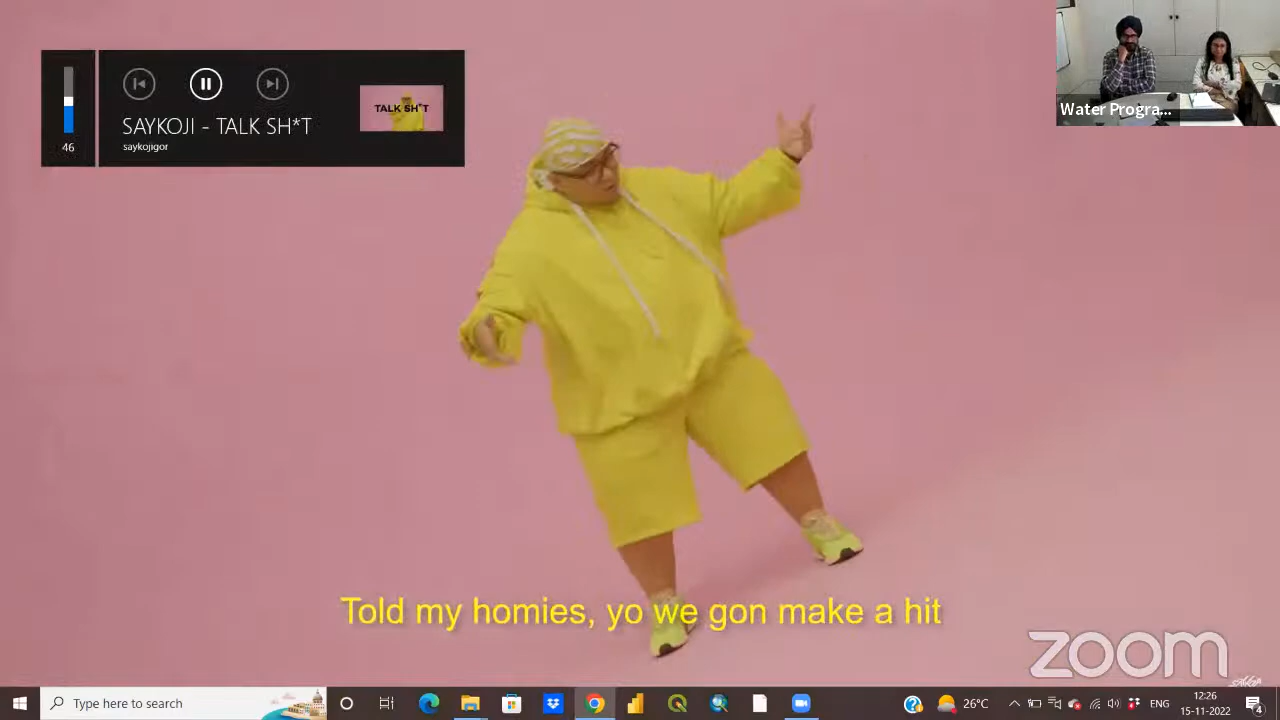 SAYKOJI - TALK SH*T
saykojigor
46
TALK SH*T
Water Progra...
Told my homies, yo we gon make a hit
zoom
Type here to search
26°C
ENG
12:26
15-11-2022
4